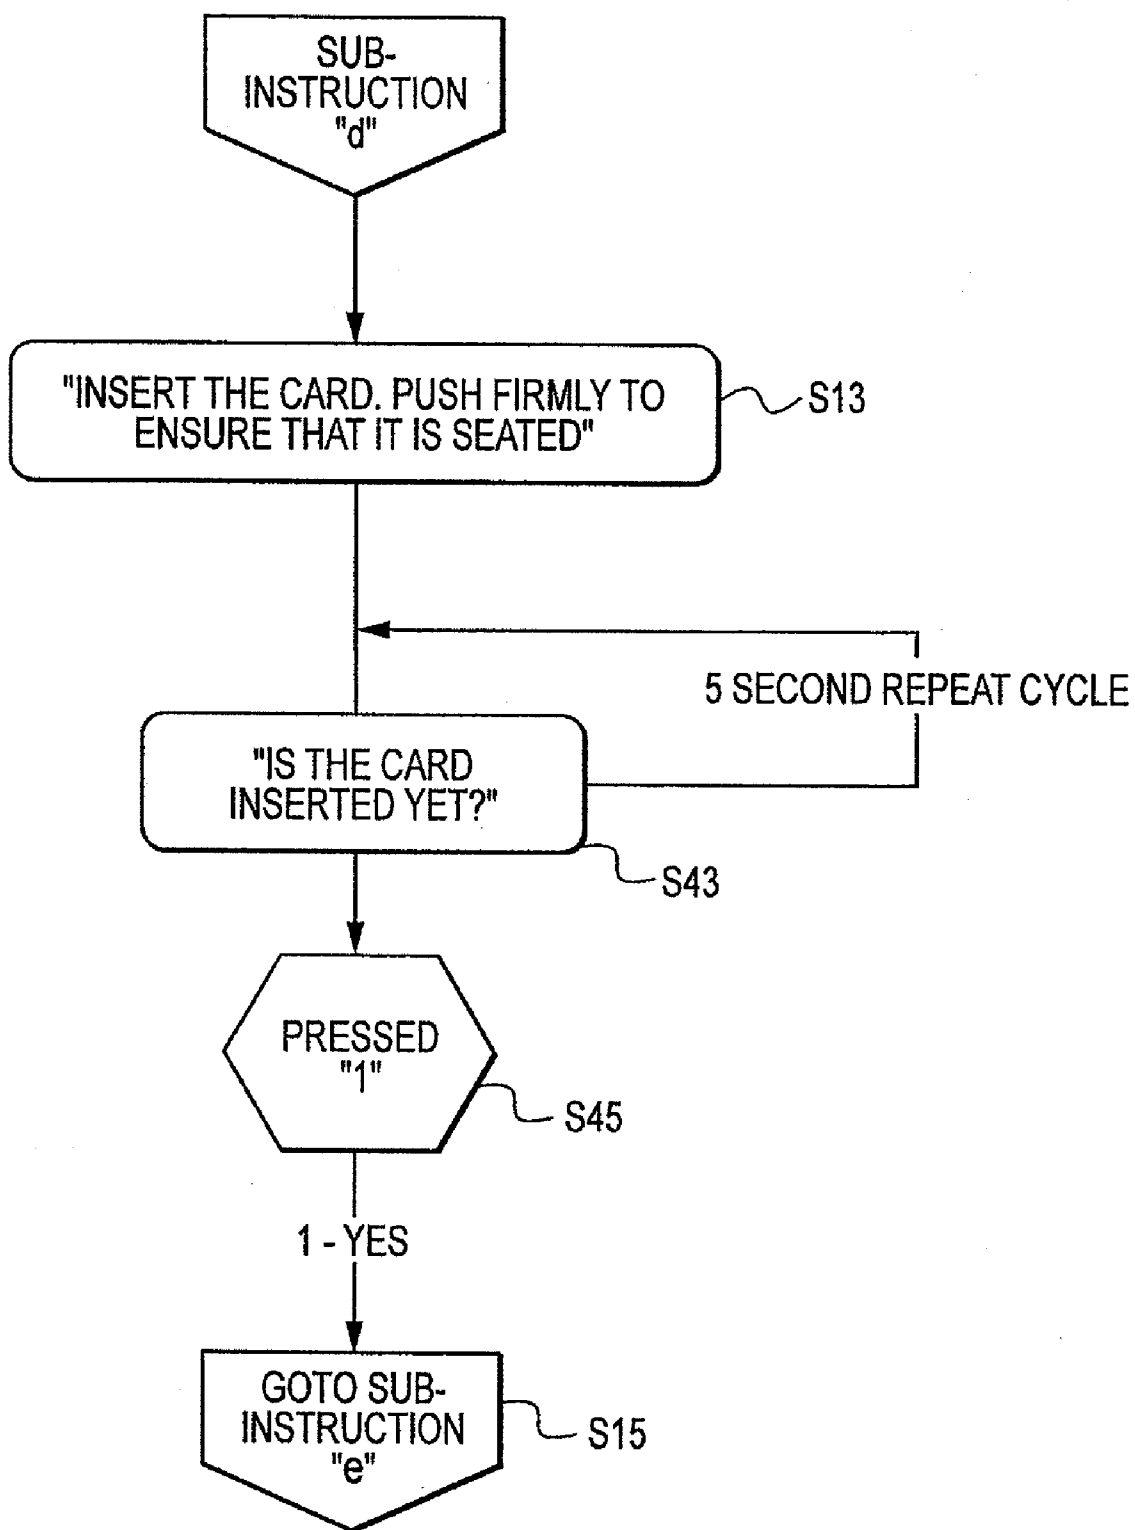 SUB-
INSTRUCTION
"d"
"INSERT THE CARD. PUSH FIRMLY TO
ENSURE THAT IT IS SEATED"
S13
5 SECOND REPEAT CYCLE
"IS THE CARD
INSERTED YET?"
S43
PRESSED
"1"
S45
1 - YES
GOTO SUB-
INSTRUCTION
"e"
S15